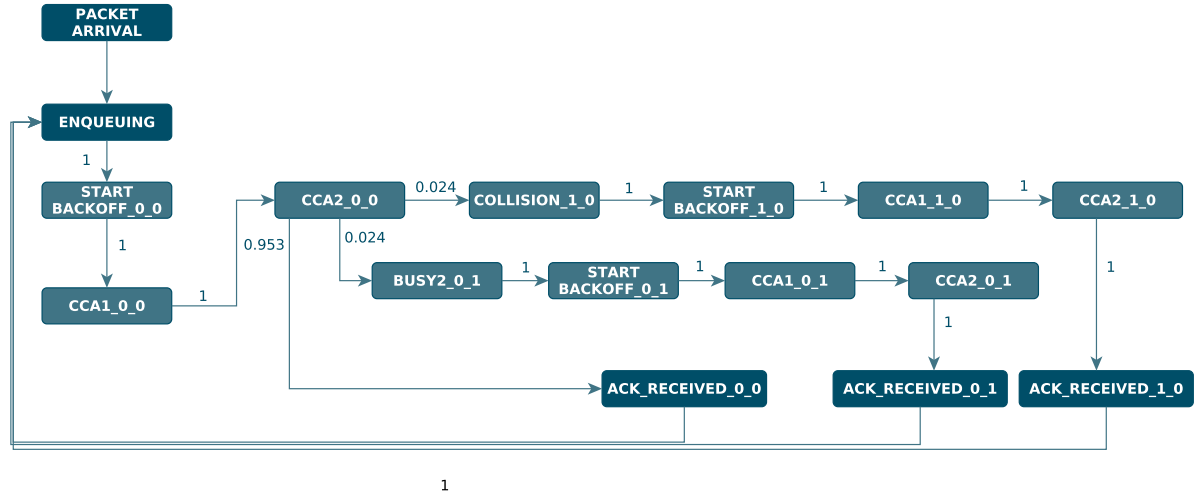 PACKET
ARRIVAL
ENQUEUING
1
START
BACKOFF_0_0
1
CCA1_0_0
1
CCA2_0_0
0.024
COLLISION_1_0
1
START
BACKOFF_1_0
1
CCA1_1_0
1
CCA2_1_0
0.953
0.024
BUSY2_0_1
1
START
BACKOFF_0_1
1
CCA1_0_1
1
CCA2_0_1
1
1
ACK_RECEIVED_0_0
ACK_RECEIVED_0_1
ACK_RECEIVED_1_0
1